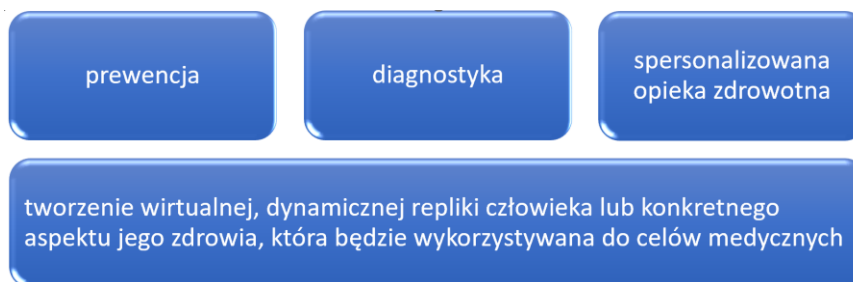 prewencja
diagnostyka
spersonalizowana
opieka zdrowotna
tworzenie wirtualnej, dynamicznej repliki człowieka lub konkretnego
aspektu jego zdrowia, która będzie wykorzystywana do celów medycznych